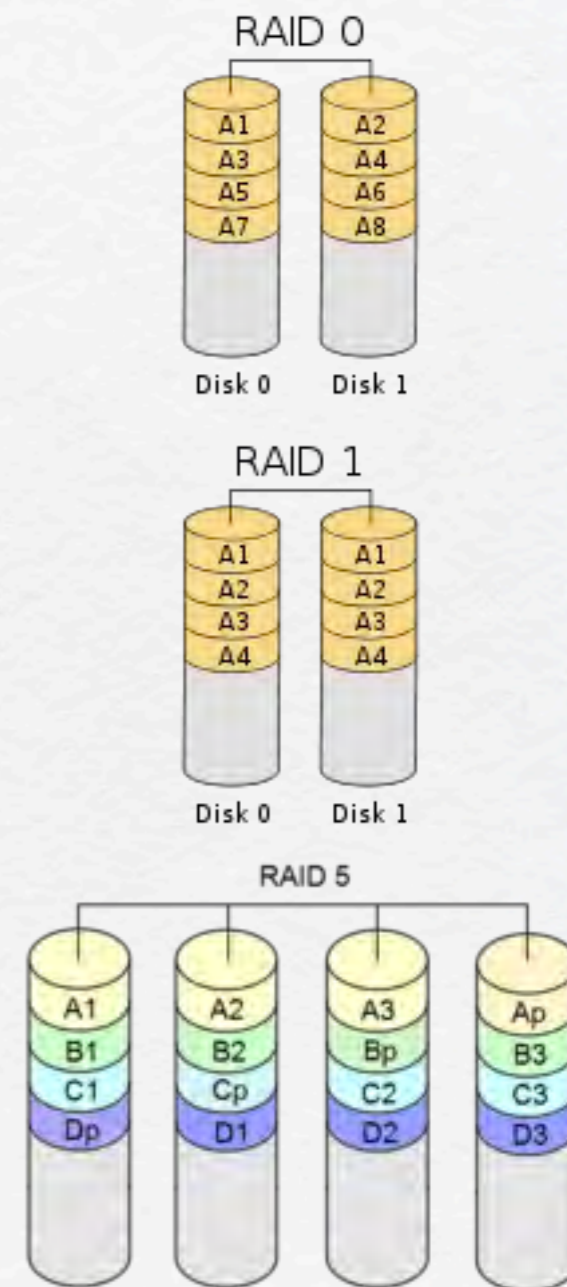 RAID 0
A1 A2
A3 A4
A5 A6
A7 A8
Disk 0 Disk 1
RAID 1
A1 A1
A2 A2
A3 A3
A4 A4
Disk 0 Disk 1
RAID 5
A1 A2 A3 Ap
B1 B2 Bp B3
C1 Cp C2 C3
Dp D1 D2 D3